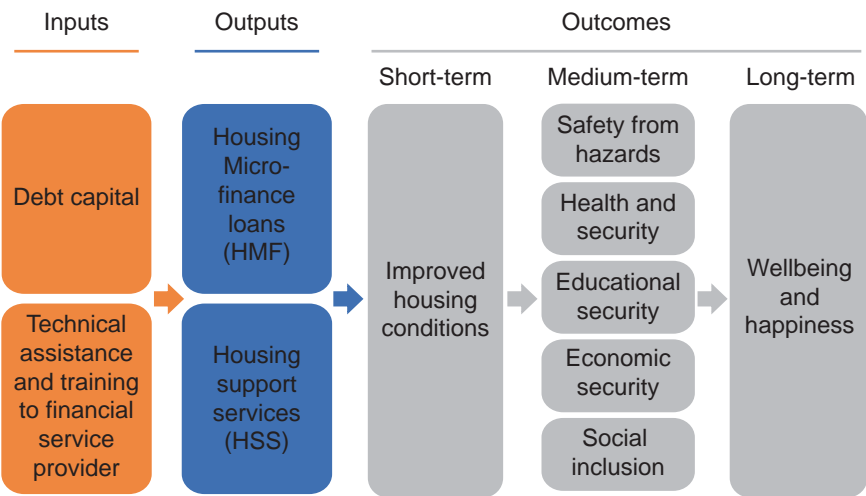 Inputs
Outputs
Outcomes
Short-term
Medium-term
Long-term
Debt capital
Technical
assistance
and training
to financial
service
provider
Housing
Micro-
finance
loans
(HMF)
Housing
support
services
(HSS)
Improved
housing
conditions
Safety from
hazards
Health and
security
Educational
security
Economic
security
Social
inclusion
Wellbeing
and
happiness